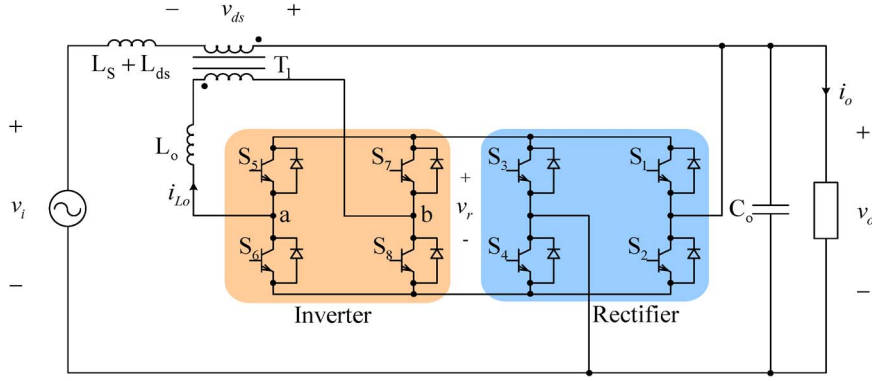 − v_ds +
L_S + L_ds
T_1
i_o
+ +
L_o
S_5 S_7 S_3 S_1
i_Lo
+
v_i a b v_r C_o v_o
-
S_6 S_8 S_4 S_2
− −
Inverter Rectifier